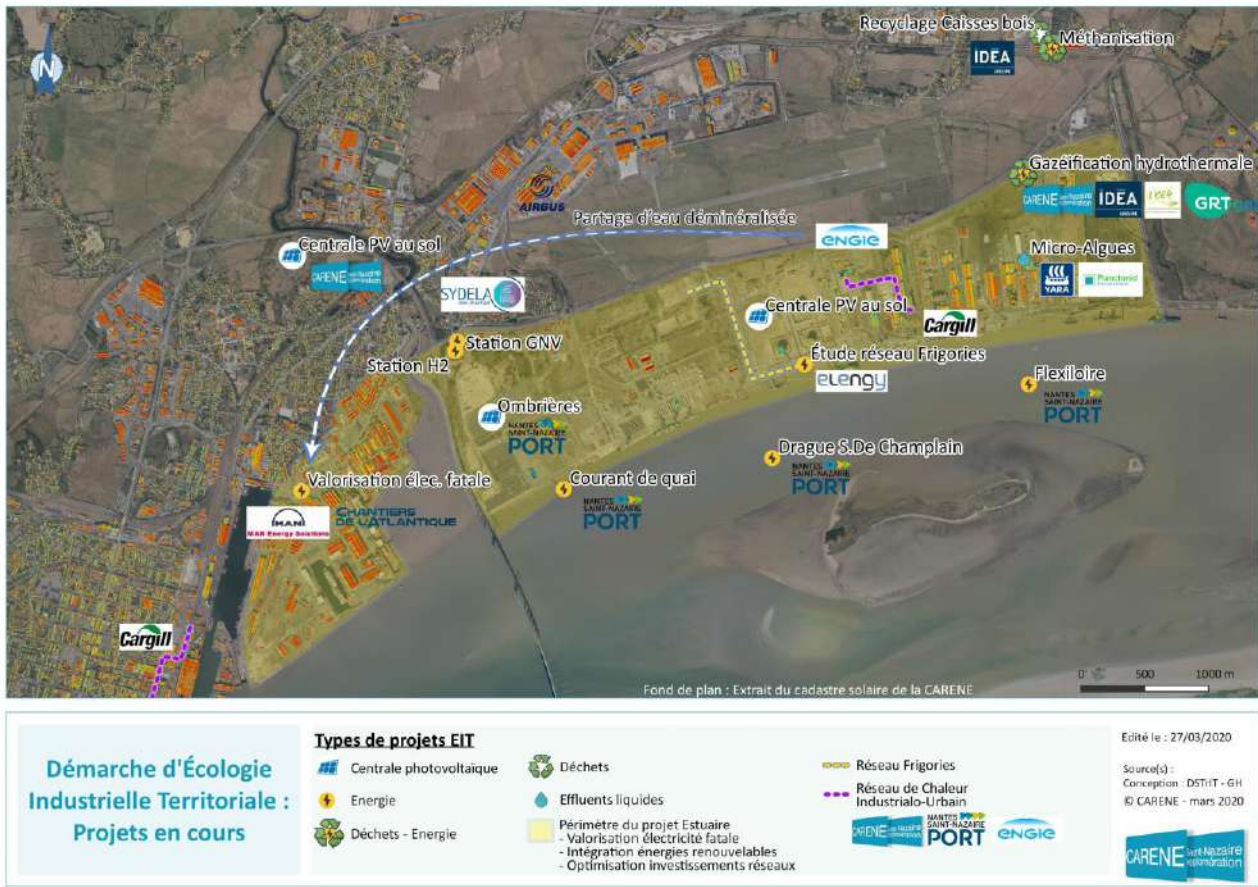 Recyclage Caisses bois
Méthanisation
IDEA
N
Gazéification hydrothermale
CARENE
IDEA
GRT
AIRBUS
Partage d'eau déminéralisée
ENGIE
Centrale PV au sol
CARENE
Micro-Algues
YARA
SYDELA
Centrale PV au sol
Cargill
Station GNV
Station H2
Étude réseau Frigories
eLengy
Flexiloire
NANTES
SAINT-NAZAIRE
PORT
Ombrières
NANTES
SAINT-NAZAIRE
PORT
Drague S.De Champlain
NANTES
SAINT-NAZAIRE
PORT
Valorisation élec. fatale
Courant de quai
NANTES
SAINT-NAZAIRE
PORT
MAN
MAN Energy Solutions
CHANTIERS
DE L'ATLANTIQUE
Cargill
0 500 1000 m
Fond de plan : Extrait du cadastre solaire de la CARENE
Démarche d'Écologie
Industrielle Territoriale :
Projets en cours
Types de projets EIT
Centrale photovoltaïque
Energie
Déchets - Energie
Déchets
Effluents liquides
Périmètre du projet Estuaire
- Valorisation électricité fatale
- Intégration énergies renouvelables
- Optimisation investissements réseaux
Réseau Frigories
Réseau de Chaleur
Industrialo-Urbain
CARENE
NANTES
SAINT-NAZAIRE
PORT
ENGIE
Edité le : 27/03/2020
Source(s) :
Conception : DSTHT - GH
© CARENE - mars 2020
CARENE Saint-Nazaire
agglomération